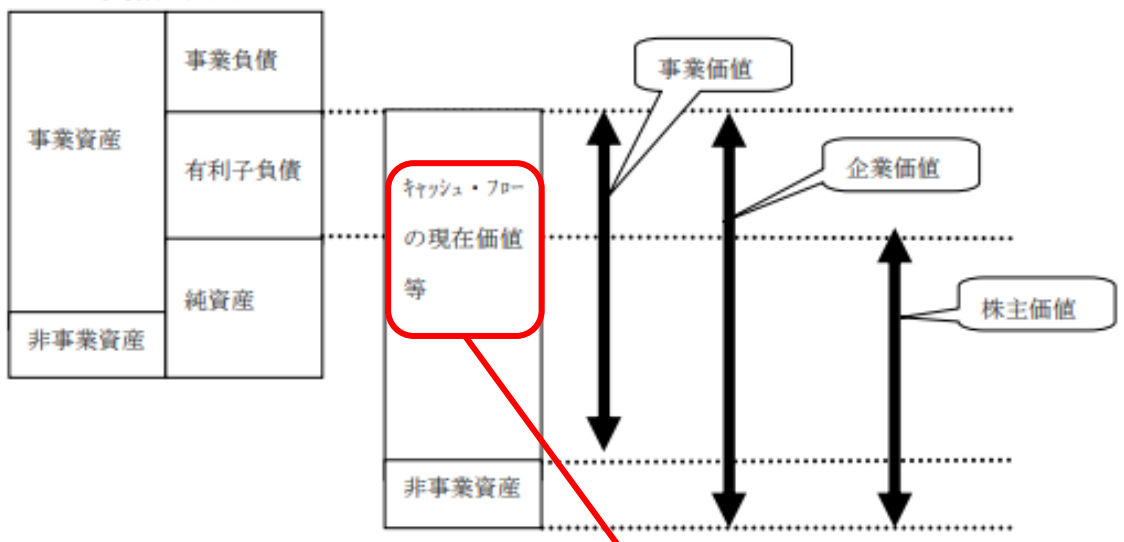 事業負債
事業価値
事業資産
有利子負債
企業価値
ｷｬｯｼｭ・ﾌﾛｰ
の現在価値
等
純資産
株主価値
非事業資産
非事業資産